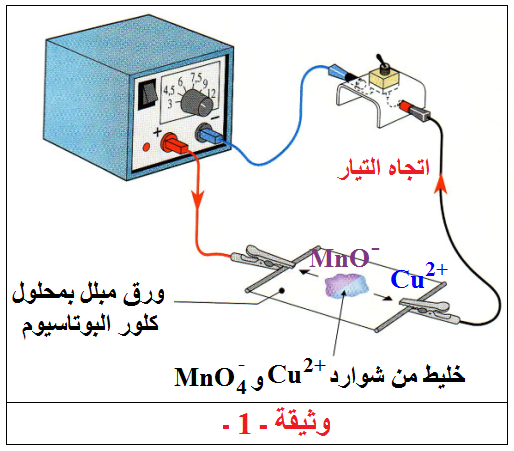 3 4,5 6 7,5 9 12
+ −
اتجاه التيار
MnO⁻
Cu²⁺
ورق مبلل بمحلول
كلور البوتاسيوم
خليط من شوارد Cu²⁺ و MnO₄⁻
وثيقة - 1 -